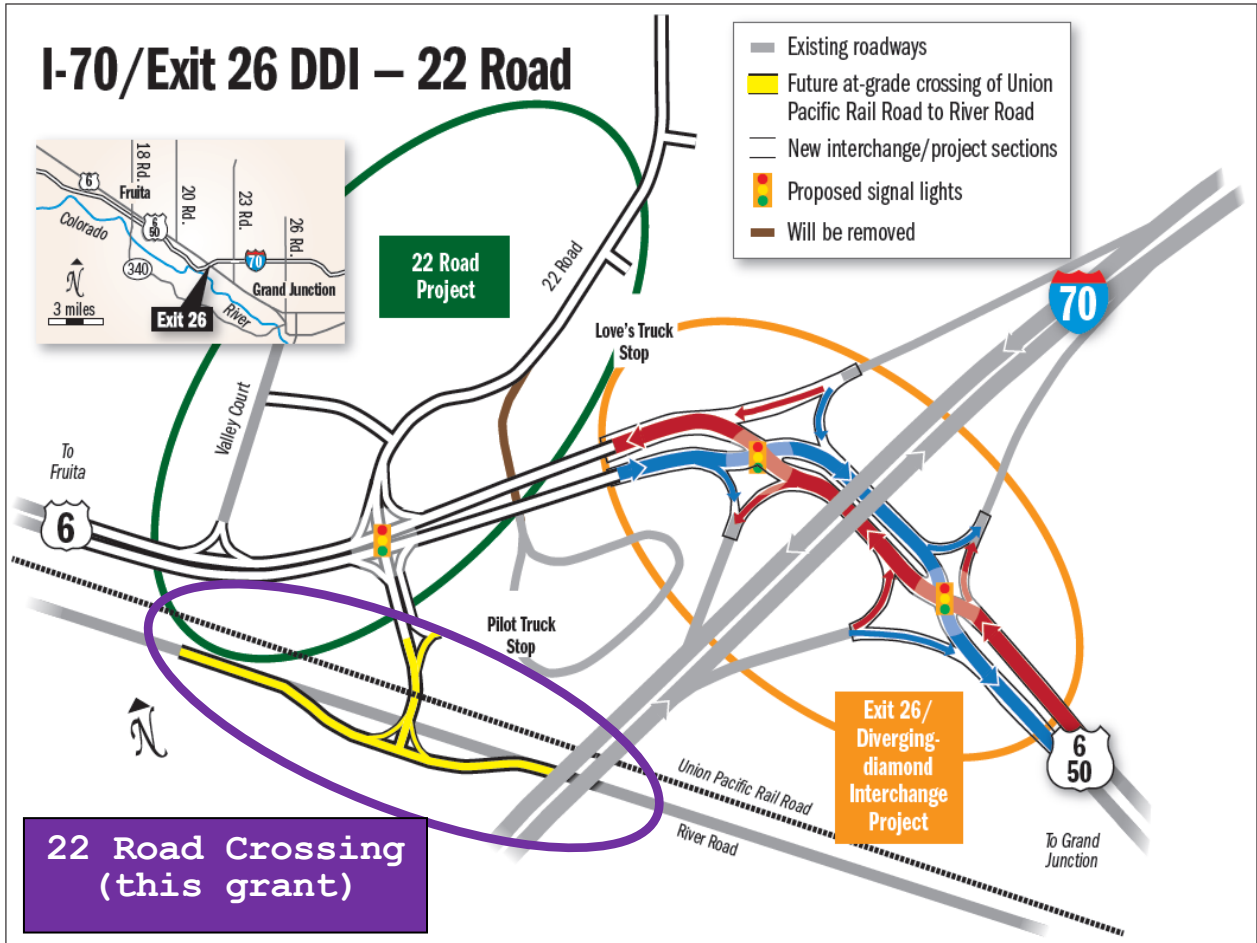 I-70/Exit 26 DDI – 22 Road
Existing roadways
Future at-grade crossing of Union
Pacific Rail Road to River Road
New interchange/project sections
Proposed signal lights
Will be removed
18 Rd.
20 Rd.
23 Rd.
26 Rd.
6
Fruita
6
50
Colorado
70
340
N
Grand Junction
3 miles
River
Exit 26
22 Road
Project
22 Road
70
Love's Truck
Stop
Valley Court
To
Fruita
6
Pilot Truck
Stop
N
Exit 26/
Diverging-
diamond
Interchange
Project
6
50
Union Pacific Rail Road
River Road
To Grand
Junction
22 Road Crossing
(this grant)